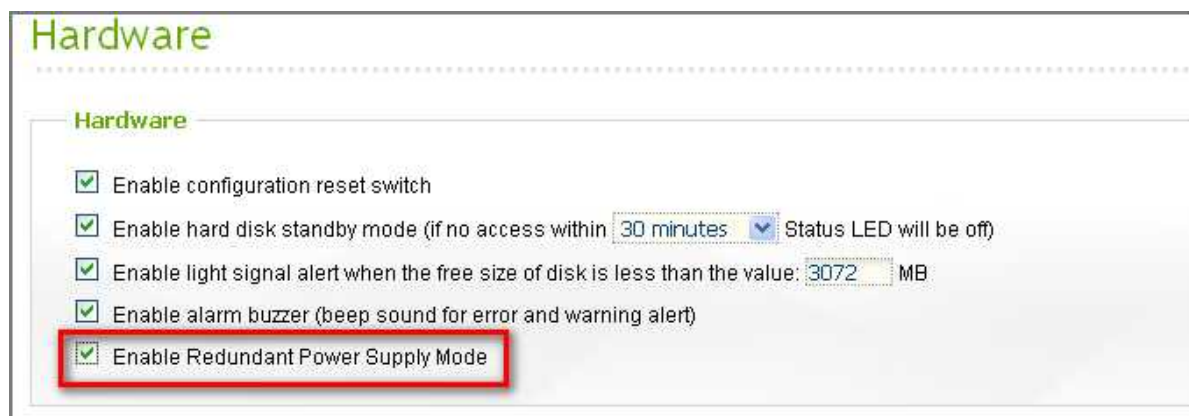 Hardware
Hardware
Enable configuration reset switch
Enable hard disk standby mode (if no access within 30 minutes Status LED will be off)
Enable light signal alert when the free size of disk is less than the value: 3072 MB
Enable alarm buzzer (beep sound for error and warning alert)
Enable Redundant Power Supply Mode